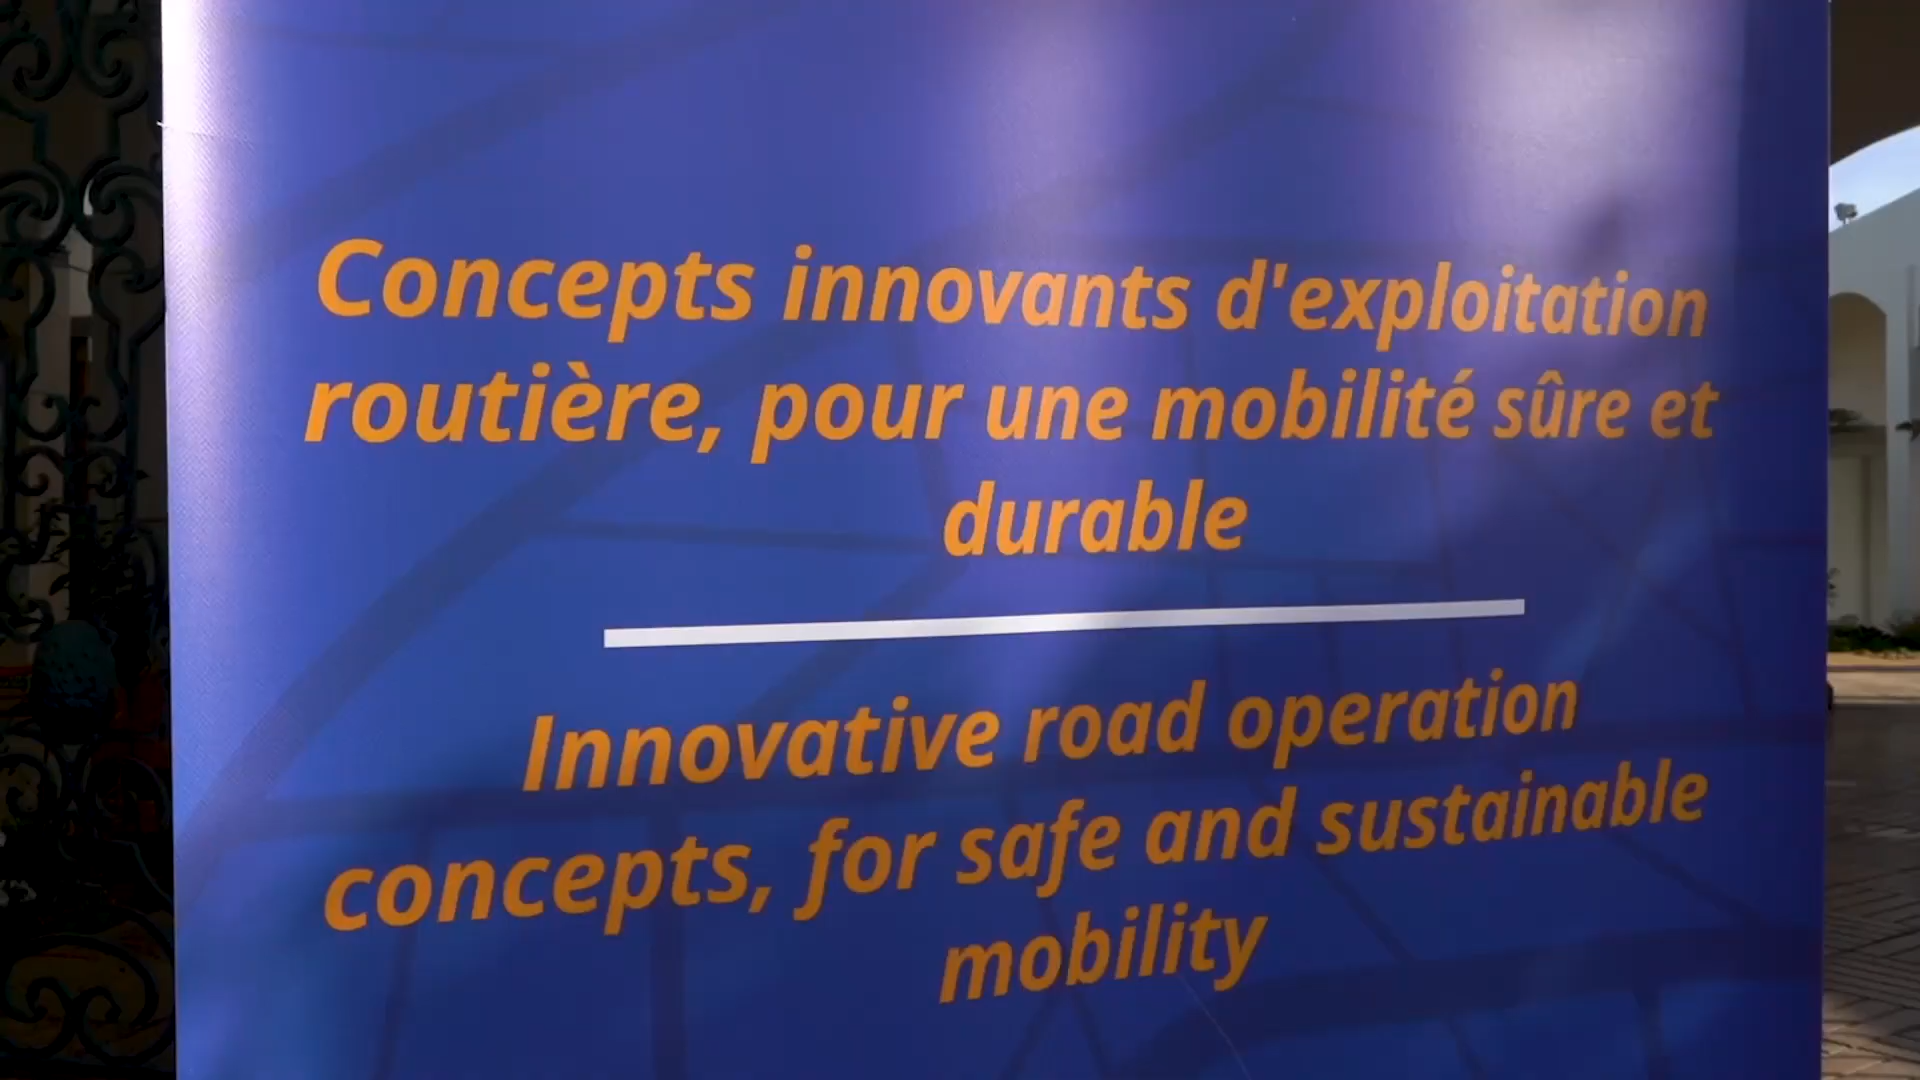 Concepts innovants d'exploitation
routière, pour une mobilité sûre et
durable
Innovative road operation
concepts, for safe and sustainable
mobility